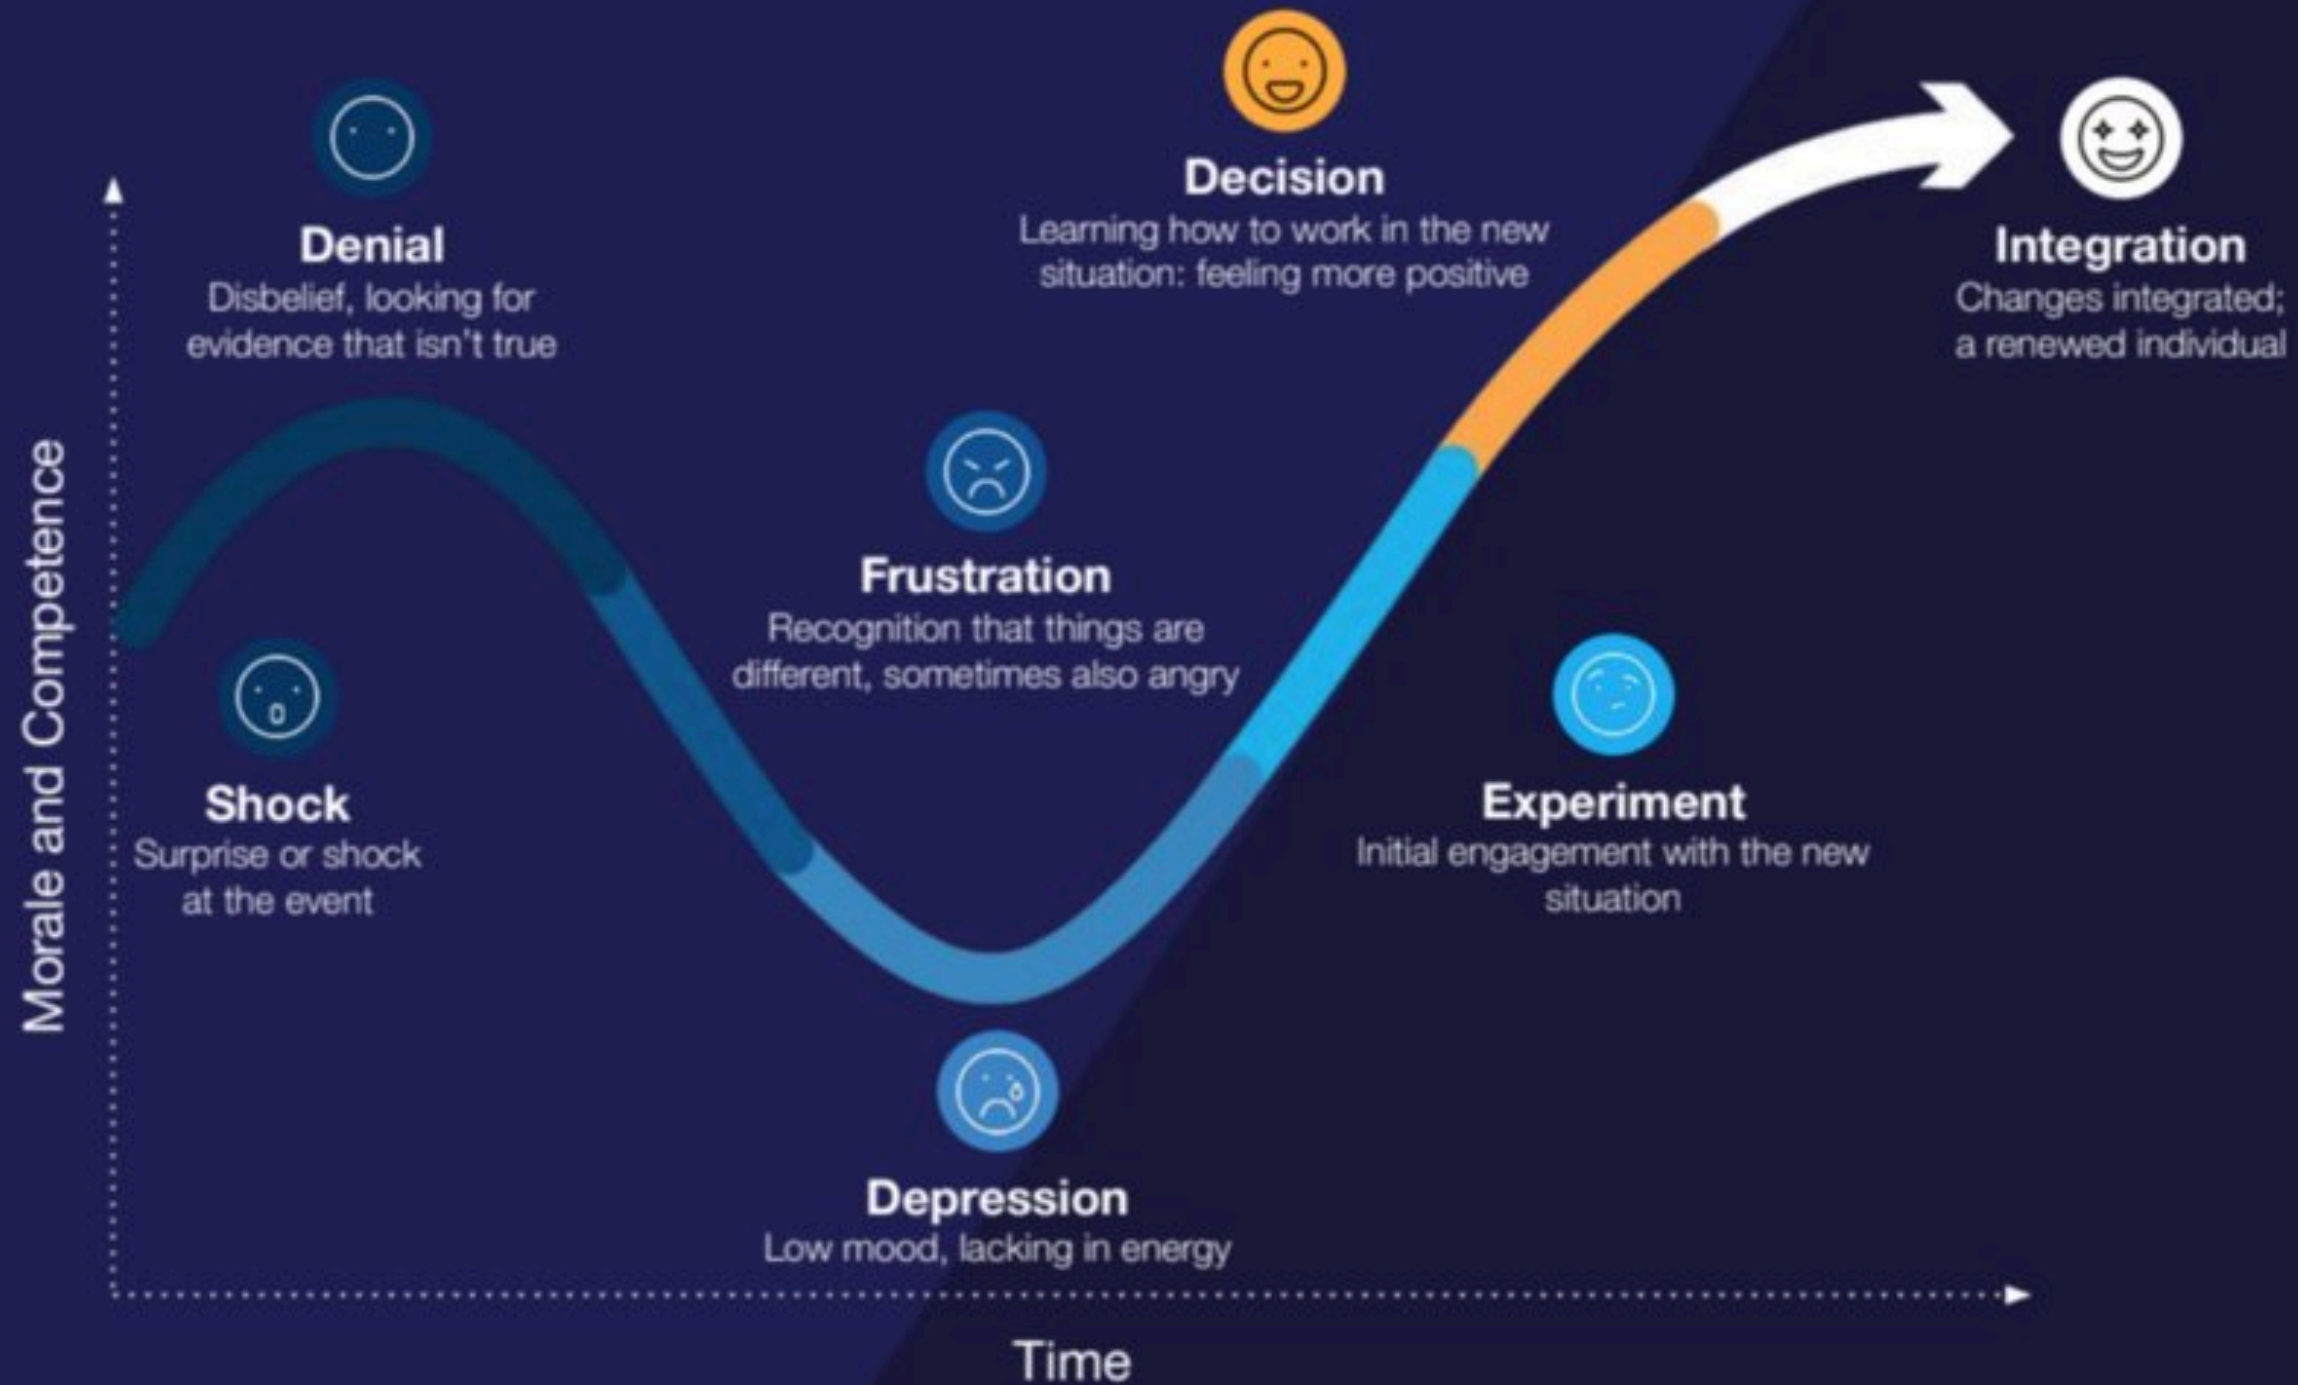 Morale and Competence
Denial
Disbelief, looking for
evidence that isn't true
Shock
Surprise or shock
at the event
Frustration
Recognition that things are
different, sometimes also angry
Depression
Low mood, lacking in energy
Experiment
Initial engagement with the new
situation
Decision
Learning how to work in the new
situation: feeling more positive
Integration
Changes integrated;
a renewed individual
Time